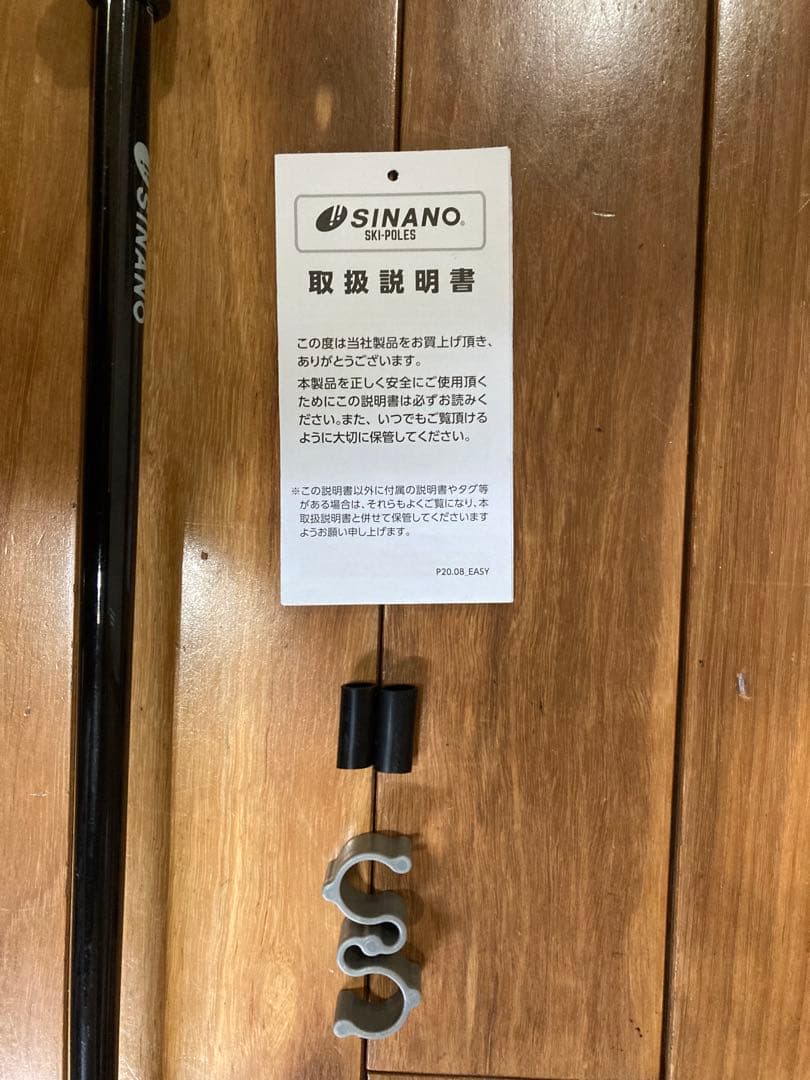 SINANO
SINANO
SKI-POLES
取扱説明書
この度は当社製品をお買上げ頂き、
ありがとうございます。
本製品を正しく安全にご使用頂く
ためにこの説明書は必ずお読みく
ださい。また、いつでもご覧頂ける
ように大切に保管してください。
※この説明書以外に付属の説明書やタグ等
がある場合は、それらもよくご覧になり、本
取扱説明書と併せて保管してくださいます
ようお願い申し上げます。
P20.08_EASY